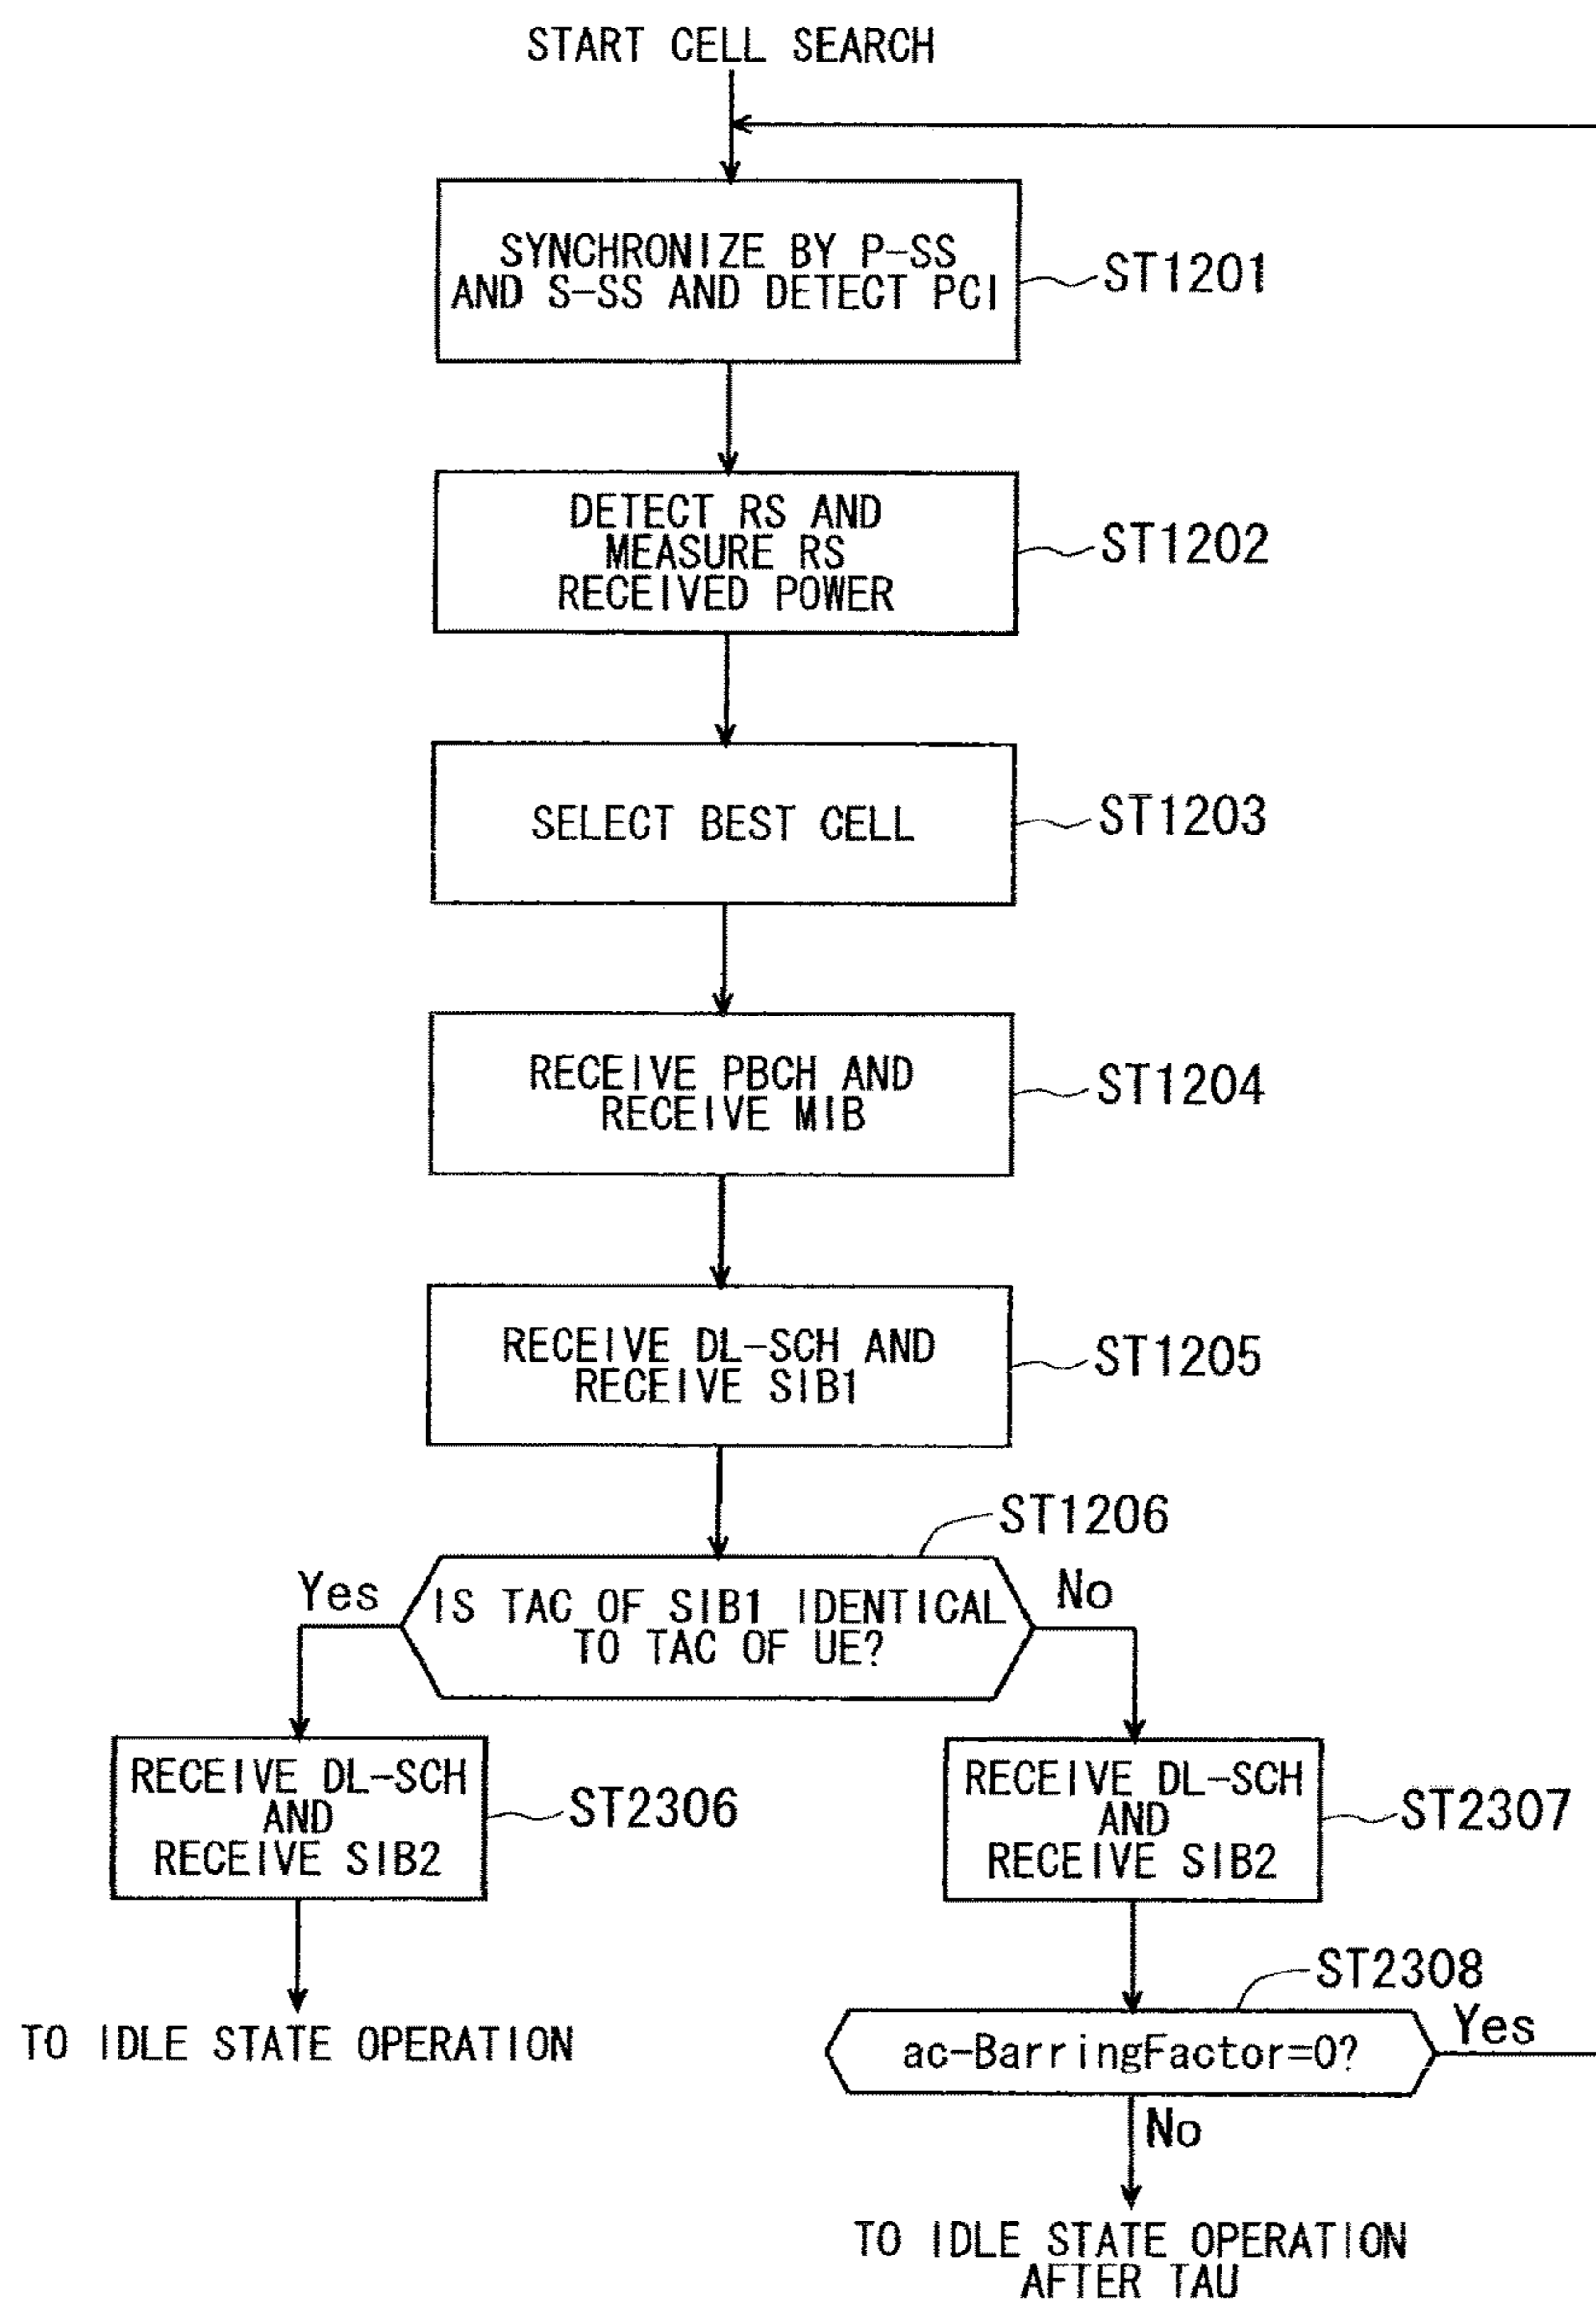 START CELL SEARCH
SYNCHRONIZE BY P-SS
AND S-SS AND DETECT PCI
ST1201
DETECT RS AND
MEASURE RS
RECEIVED POWER
ST1202
SELECT BEST CELL
ST1203
RECEIVE PBCH AND
RECEIVE MIB
ST1204
RECEIVE DL-SCH AND
RECEIVE SIB1
ST1205
ST1206
Yes
IS TAC OF SIB1 IDENTICAL
TO TAC OF UE?
No
RECEIVE DL-SCH
AND
RECEIVE SIB2
ST2306
RECEIVE DL-SCH
AND
RECEIVE SIB2
ST2307
TO IDLE STATE OPERATION
ST2308
ac-BarringFactor=0?
Yes
No
TO IDLE STATE OPERATION
AFTER TAU